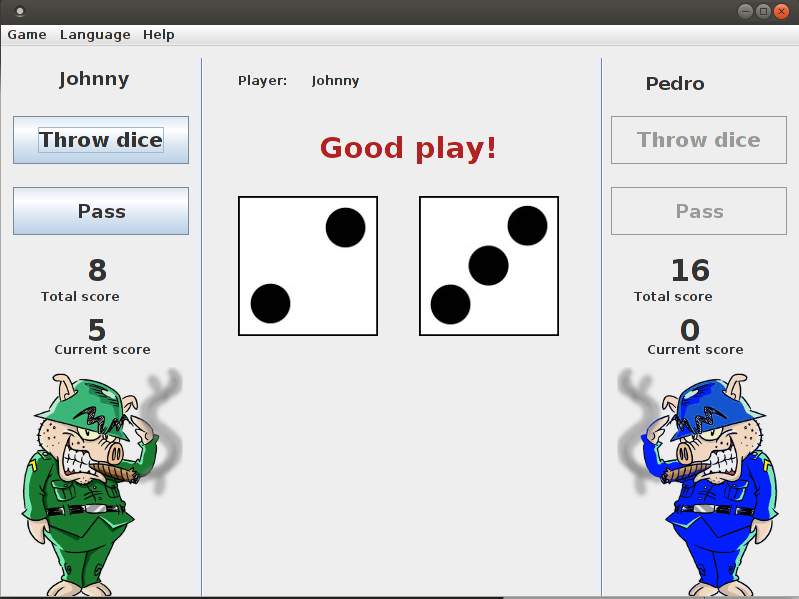 Game Language Help
Johnny
Throw dice
Pass
8
Total score
5
Current score
Player: Johnny
Good play!
Pedro
Throw dice
Pass
16
Total score
0
Current score